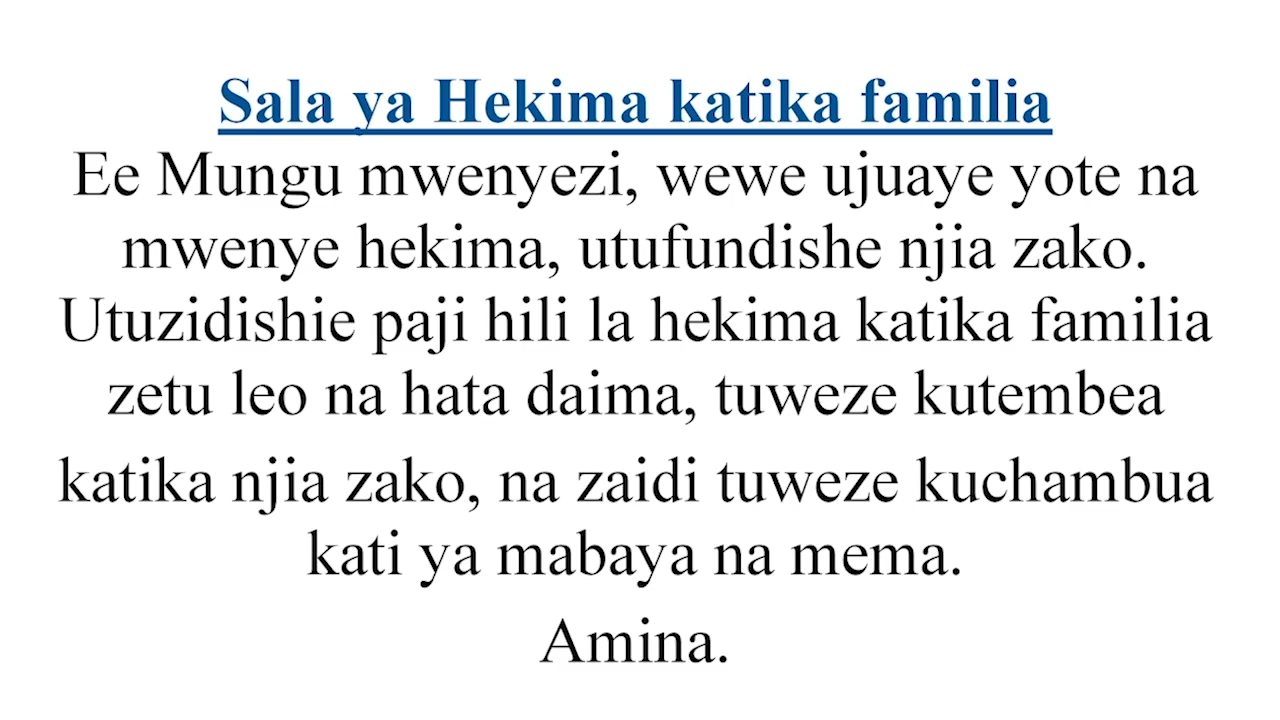 Sala ya Hekima katika familia
Ee Mungu mwenyezi, wewe ujuaye yote na
mwenye hekima, utufundishe njia zako.
Utuzidishie paji hili la hekima katika familia
zetu leo na hata daima, tuweze kutembea
katika njia zako, na zaidi tuweze kuchambua
kati ya mabaya na mema.
Amina.